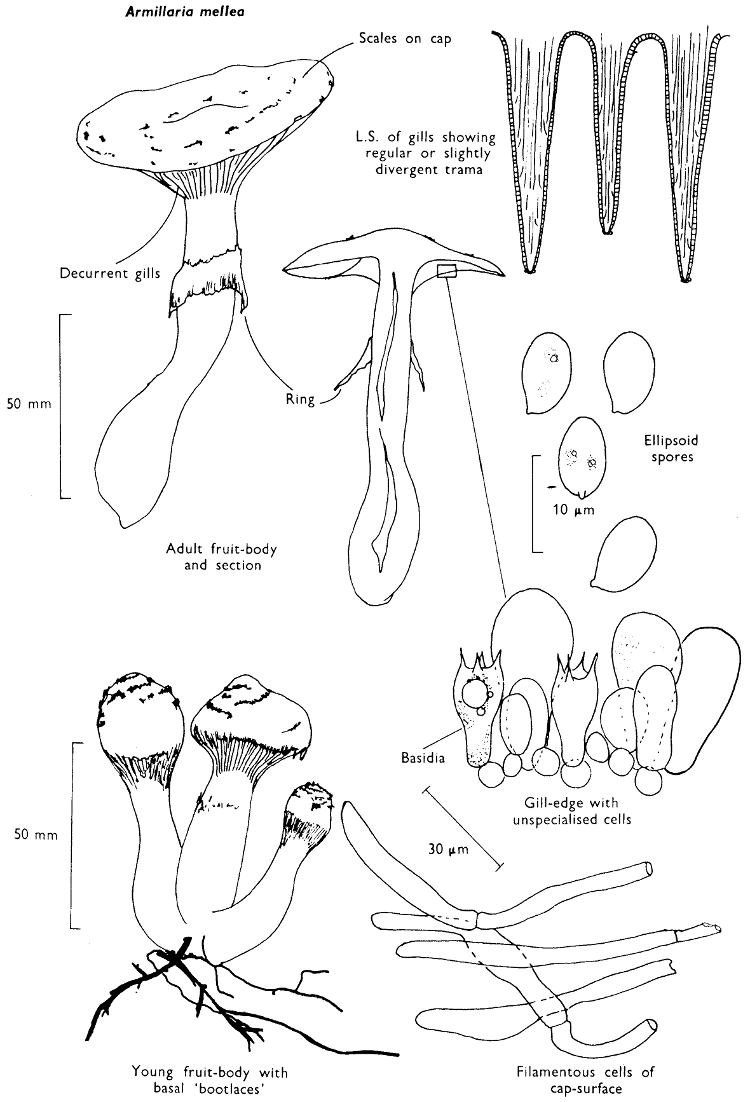 Armillaria mellea
Scales on cap
L.S. of gills showing
regular or slightly
divergent trama
Decurrent gills
50 mm
Ring
Ellipsoid
spores
10 µm
Adult fruit-body
and section
Basidia
Gill-edge with
unspecialised cells
50 mm
30 µm
Young fruit-body with
basal 'bootlaces'
Filamentous cells of
cap-surface